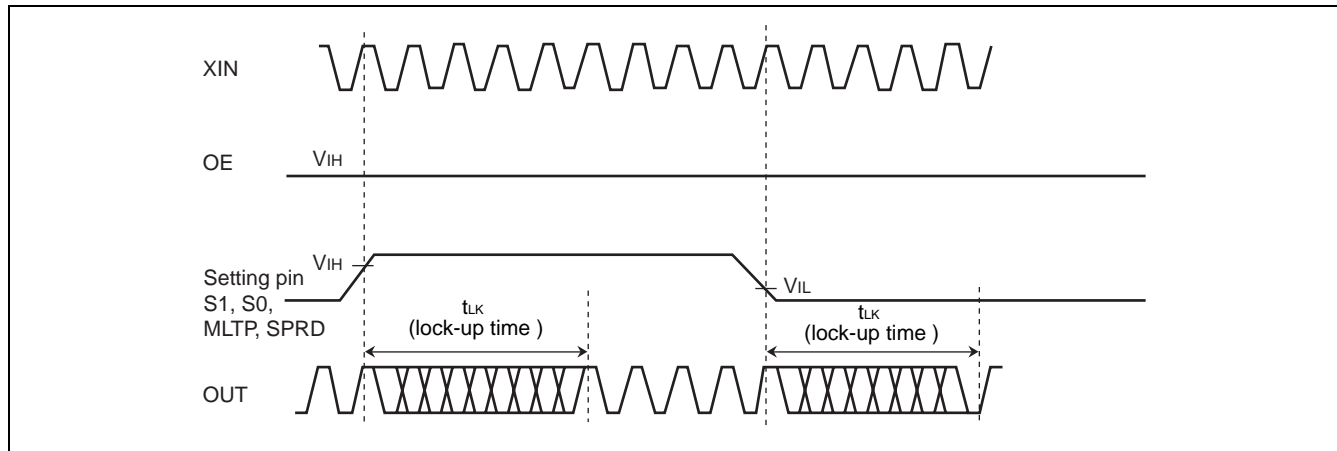 XIN
OE
VIH
VIH
Setting pin
S1, S0,
MLTP, SPRD
VIL
tLK
(lock-up time )
tLK
(lock-up time )
OUT